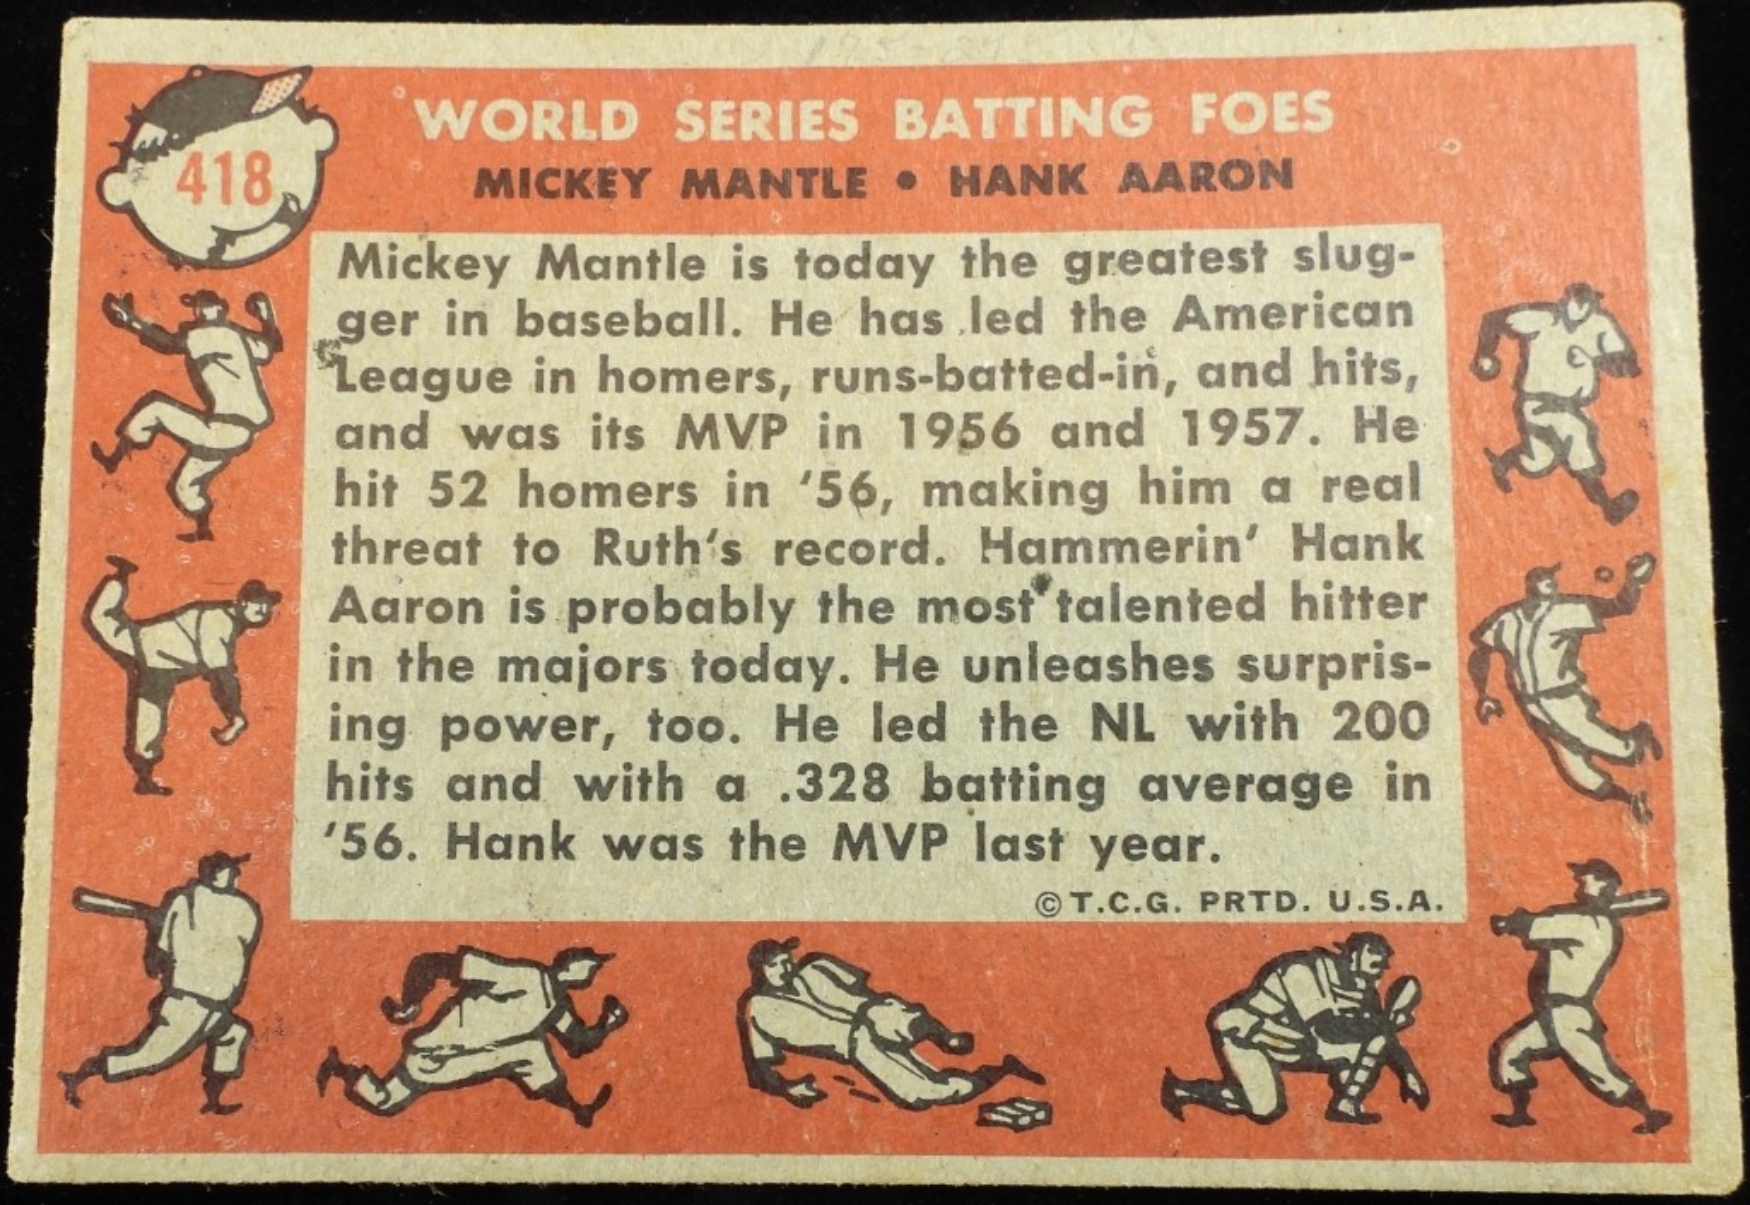 418
WORLD SERIES BATTING FOES
MICKEY MANTLE • HANK AARON
Mickey Mantle is today the greatest slug-
ger in baseball. He has led the American
League in homers, runs-batted-in, and hits,
and was its MVP in 1956 and 1957. He
hit 52 homers in '56, making him a real
threat to Ruth's record. Hammerin' Hank
Aaron is probably the most talented hitter
in the majors today. He unleashes surpris-
ing power, too. He led the NL with 200
hits and with a .328 batting average in
'56. Hank was the MVP last year.
©T.C.G. PRTD. U.S.A.